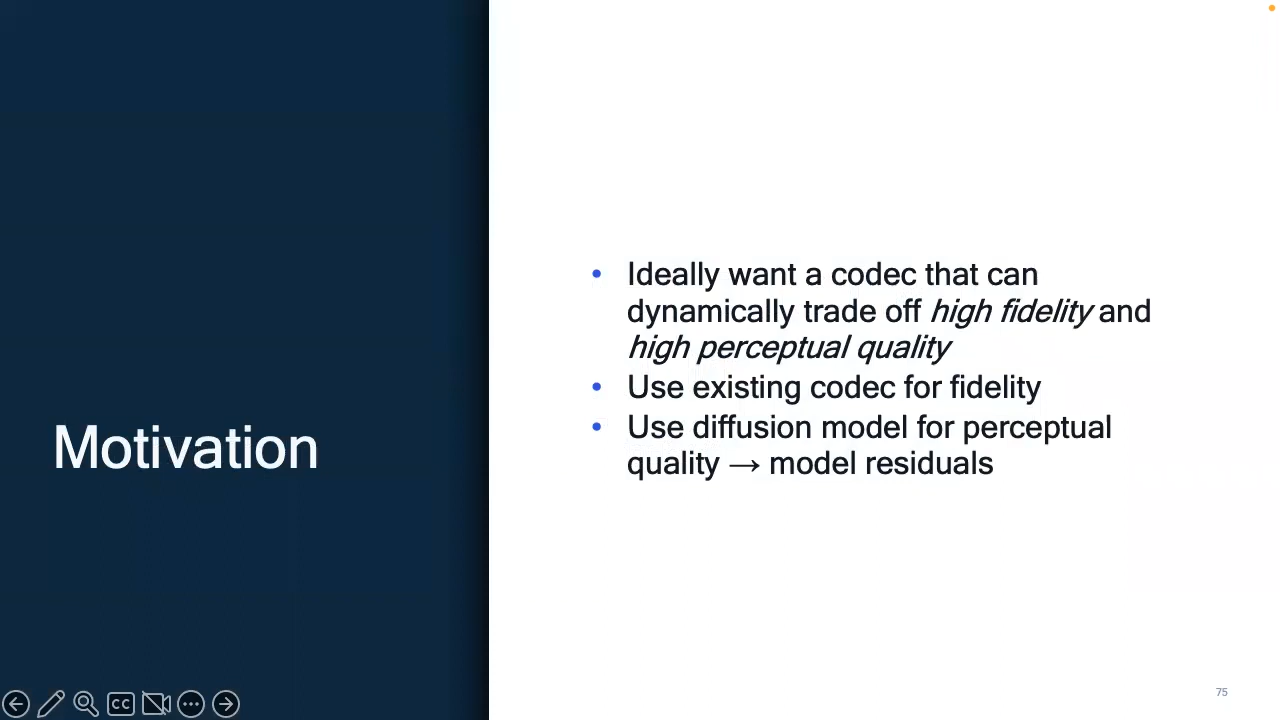 Motivation
• Ideally want a codec that can
dynamically trade off high fidelity and
high perceptual quality
• Use existing codec for fidelity
• Use diffusion model for perceptual
quality → model residuals
CC
75